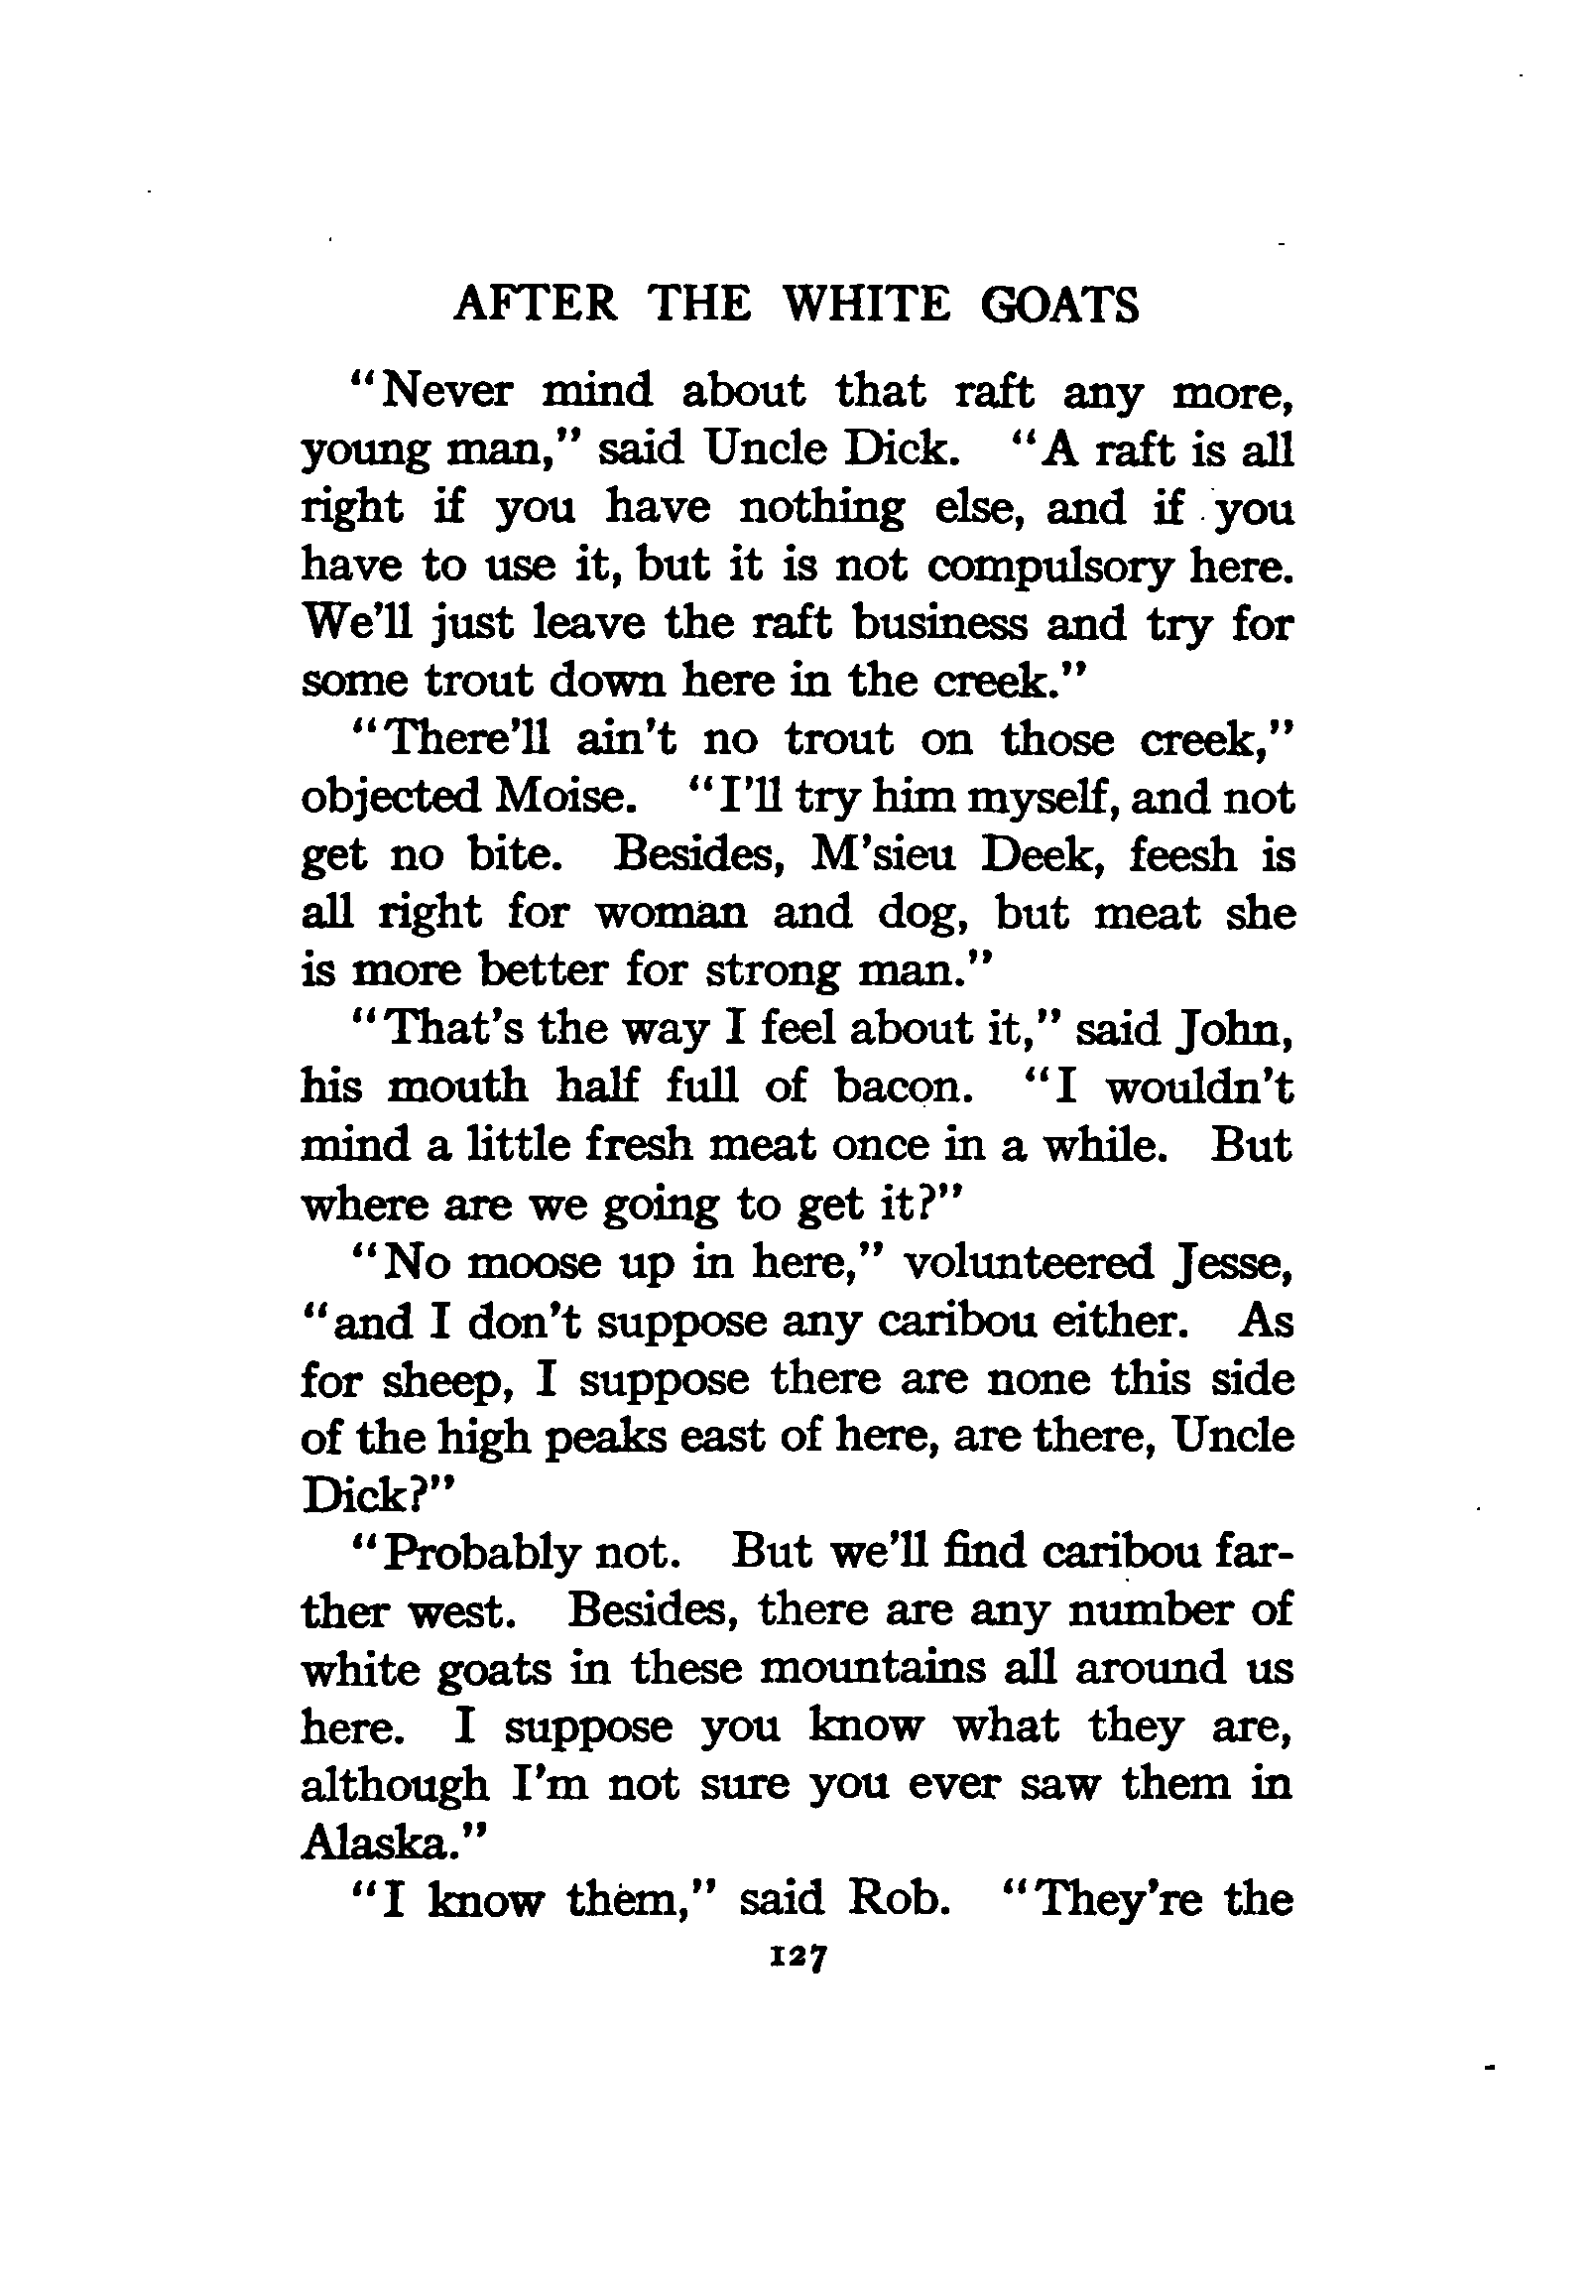 AFTER THE WHITE GOATS
"Never mind about that raft any more,
young man," said Uncle Dick. "A raft is all
right if you have nothing else, and if you
have to use it, but it is not compulsory here.
We'll just leave the raft business and try for
some trout down here in the creek."
"There'll ain't no trout on those creek,"
objected Moise. "I'll try him myself, and not
get no bite. Besides, M'sieu Deek, feesh is
all right for woman and dog, but meat she
is more better for strong man."
"That's the way I feel about it," said John,
his mouth half full of bacon. "I wouldn't
mind a little fresh meat once in a while. But
where are we going to get it?"
"No moose up in here," volunteered Jesse,
"and I don't suppose any caribou either. As
for sheep, I suppose there are none this side
of the high peaks east of here, are there, Uncle
Dick?"
"Probably not. But we'll find caribou far-
ther west. Besides, there are any number of
white goats in these mountains all around us
here. I suppose you know what they are,
although I'm not sure you ever saw them in
Alaska."
"I know them," said Rob. "They're the
127